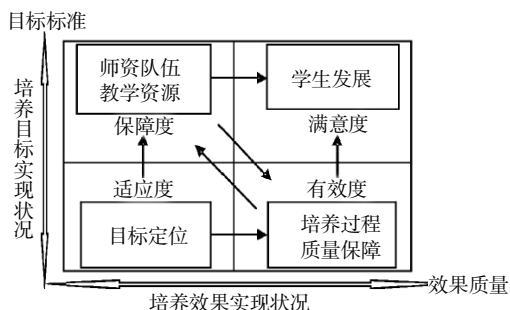 目标标准
培养目标实现状况
师资队伍
教学资源
保障度
学生发展
满意度
适应度
目标定位
有效度
培养过程
质量保障
效果质量
培养效果实现状况